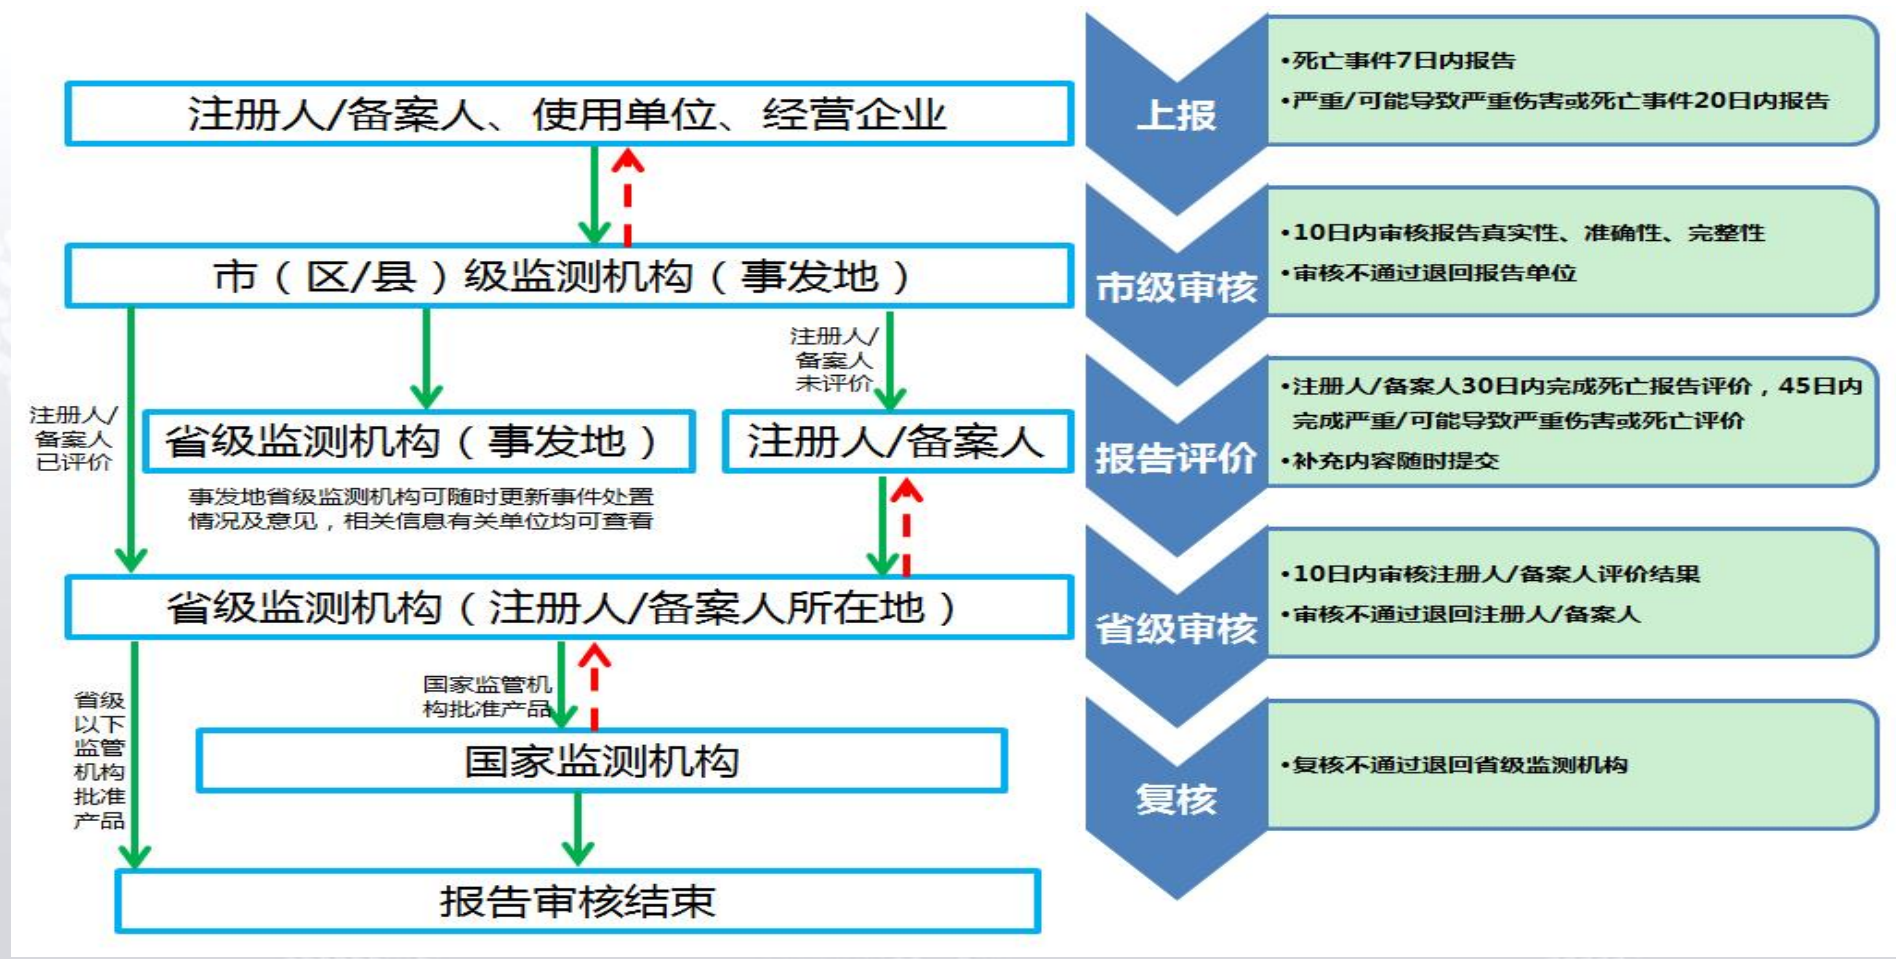 注册人/备案人、使用单位、经营企业
市（区/县）级监测机构（事发地）
注册人/
备案人
未评价
注册人/
备案人
已评价
省级监测机构（事发地）
注册人/备案人
事发地省级监测机构可随时更新事件处置
情况及意见，相关信息有关单位均可查看
省级监测机构（注册人/备案人所在地）
省级
以下
监管
机构
批准
产品
国家监管机
构批准产品
国家监测机构
报告审核结束
上报
•死亡事件7日内报告
•严重/可能导致严重伤害或死亡事件20日内报告
市级审核
•10日内审核报告真实性、准确性、完整性
•审核不通过退回报告单位
报告评价
•注册人/备案人30日内完成死亡报告评价，45日内
完成严重/可能导致严重伤害或死亡评价
•补充内容随时提交
省级审核
•10日内审核注册人/备案人评价结果
•审核不通过退回注册人/备案人
复核
•复核不通过退回省级监测机构